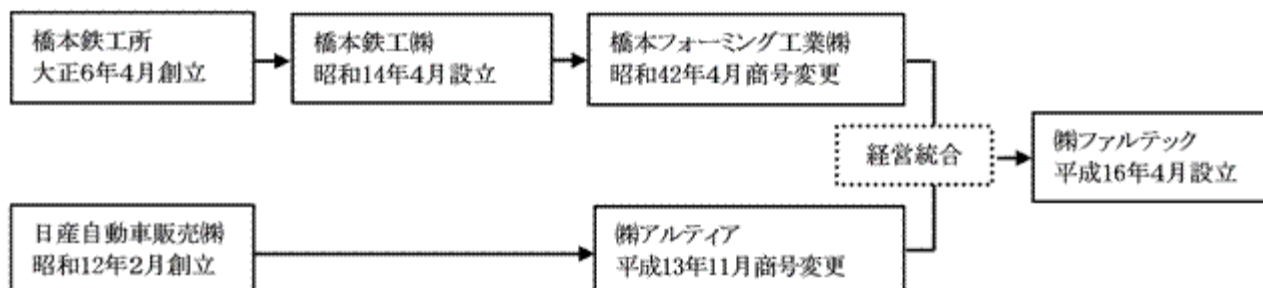 橋本鉄工所
大正6年4月創立
橋本鉄工㈱
昭和14年4月設立
橋本フォーミング工業㈱
昭和42年4月商号変更
経営統合
㈱ファルテック
平成16年4月設立
日産自動車販売㈱
昭和12年2月創立
㈱アルティア
平成13年11月商号変更